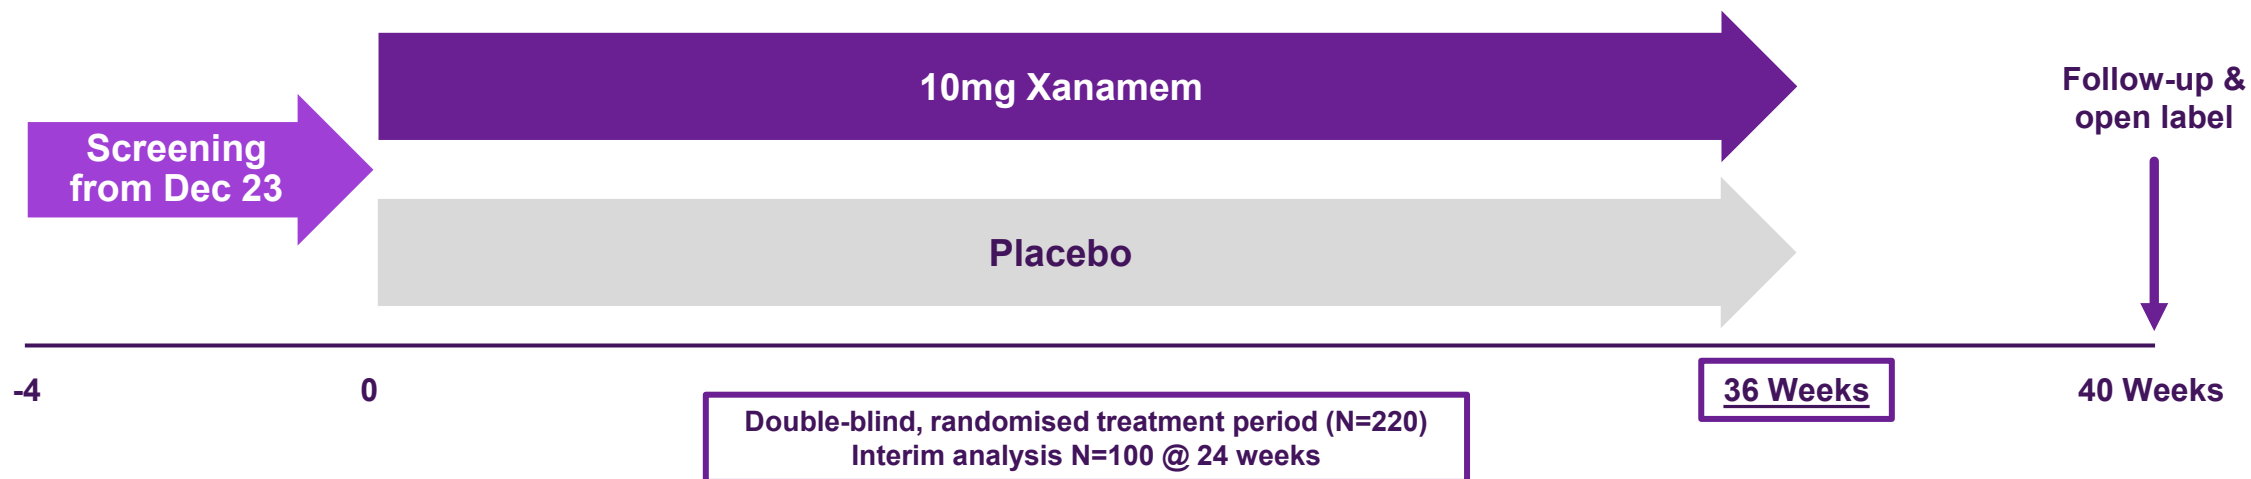 10mg Xanamem
Follow-up &
open label
Screening
from Dec 23
Placebo
-4
0
36 Weeks
40 Weeks
Double-blind, randomised treatment period (N=220)
Interim analysis N=100 @ 24 weeks